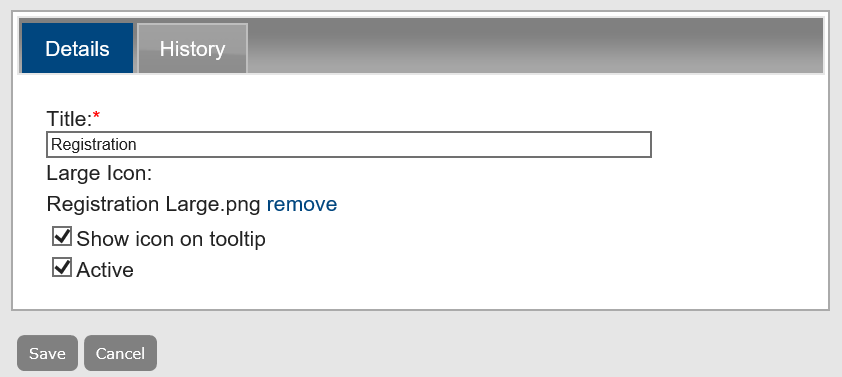 Details History
Title:*
Registration
Large Icon:
Registration Large.png remove
Show icon on tooltip
Active
Save Cancel